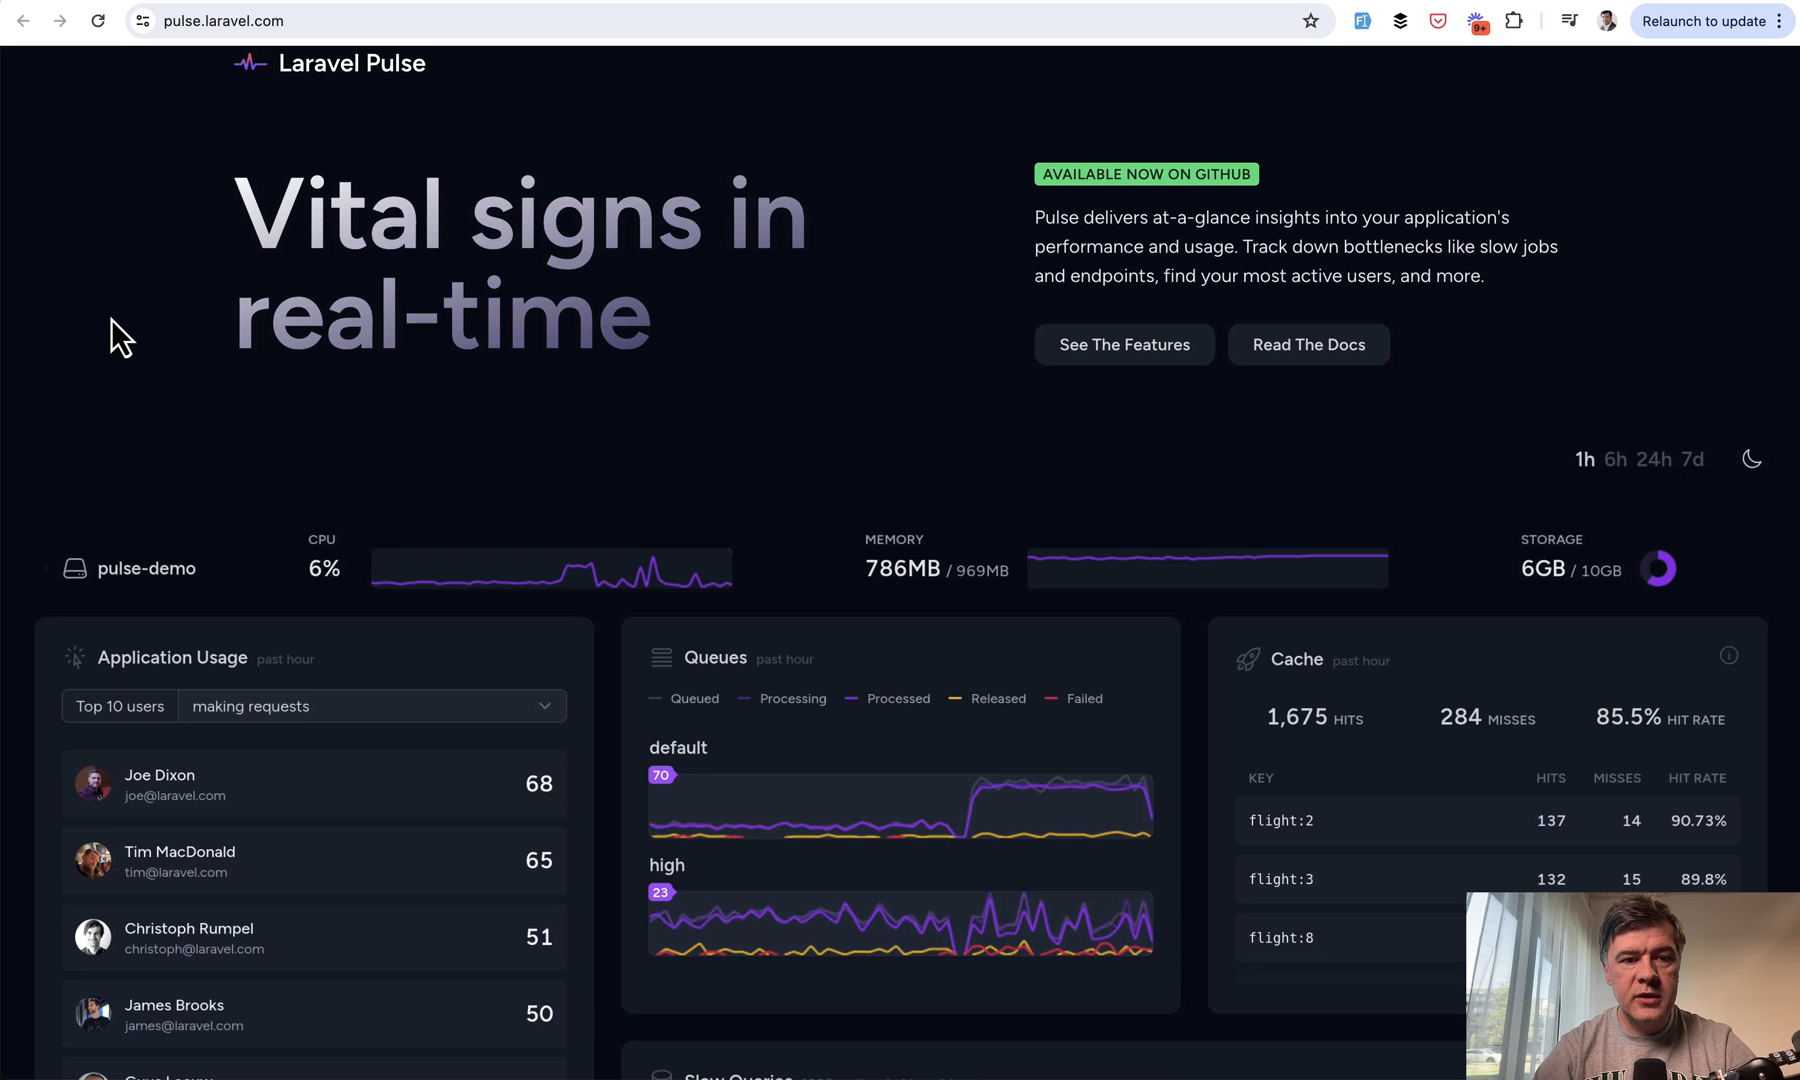 pulse.laravel.com
9+
Relaunch to update
Laravel Pulse
Vital signs in
real-time
AVAILABLE NOW ON GITHUB
Pulse delivers at-a-glance insights into your application's
performance and usage. Track down bottlenecks like slow jobs
and endpoints, find your most active users, and more.
See The Features
Read The Docs
1h 6h 24h 7d
pulse-demo
CPU
6%
MEMORY
786MB / 969MB
STORAGE
6GB / 10GB
Application Usage past hour
Top 10 users
making requests
Joe Dixon
joe@laravel.com
68
Tim MacDonald
tim@laravel.com
65
Christoph Rumpel
christoph@laravel.com
51
James Brooks
james@laravel.com
50
Queues past hour
Queued Processing Processed Released Failed
default
70
high
23
Cache past hour
1,675 HITS
284 MISSES
85.5% HIT RATE
KEY HITS MISSES HIT RATE
flight:2 137 14 90.73%
flight:3 132 15 89.8%
flight:8
Slow Queries